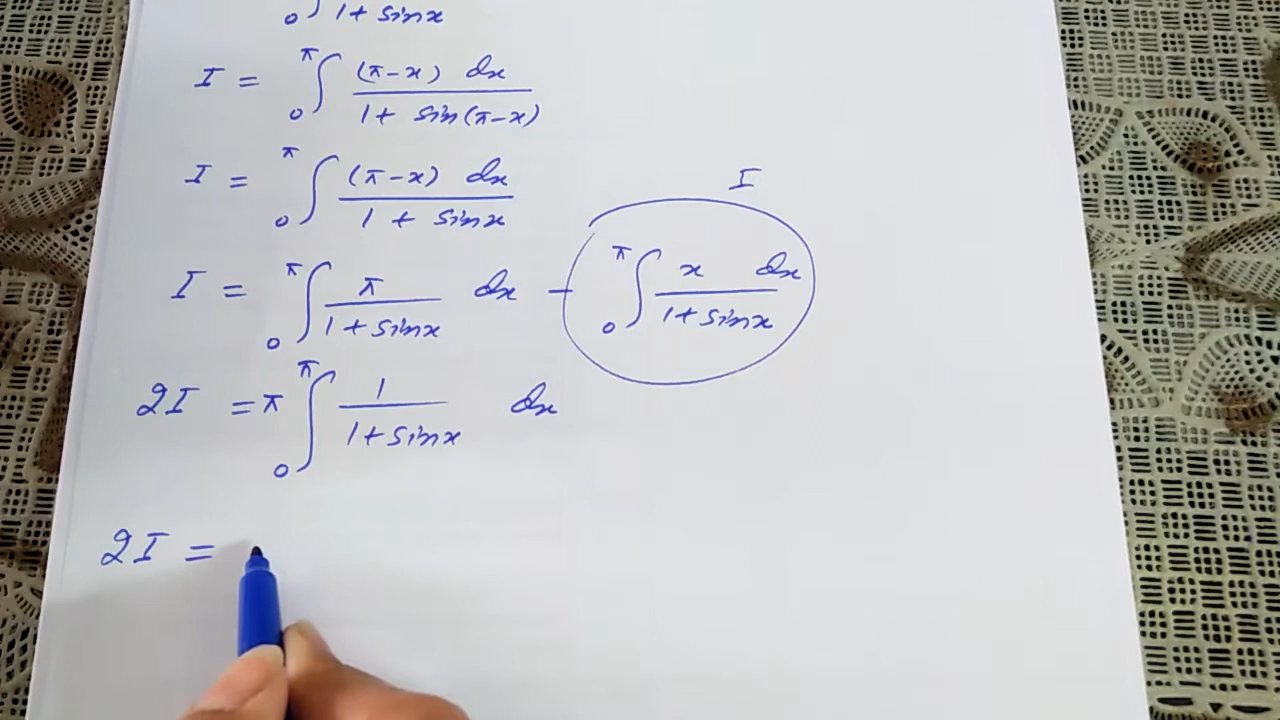 ₀∫ 1 + sinx
I = ₀∫^π (π-x) dx / 1 + sin(π-x)
I = ₀∫^π (π-x) dx / 1 + sinx
I
I = ₀∫^π π / 1 + sinx dx - ₀∫^π x dx / 1 + sinx
2I = π ₀∫^π 1 / 1 + sinx dx
2I =